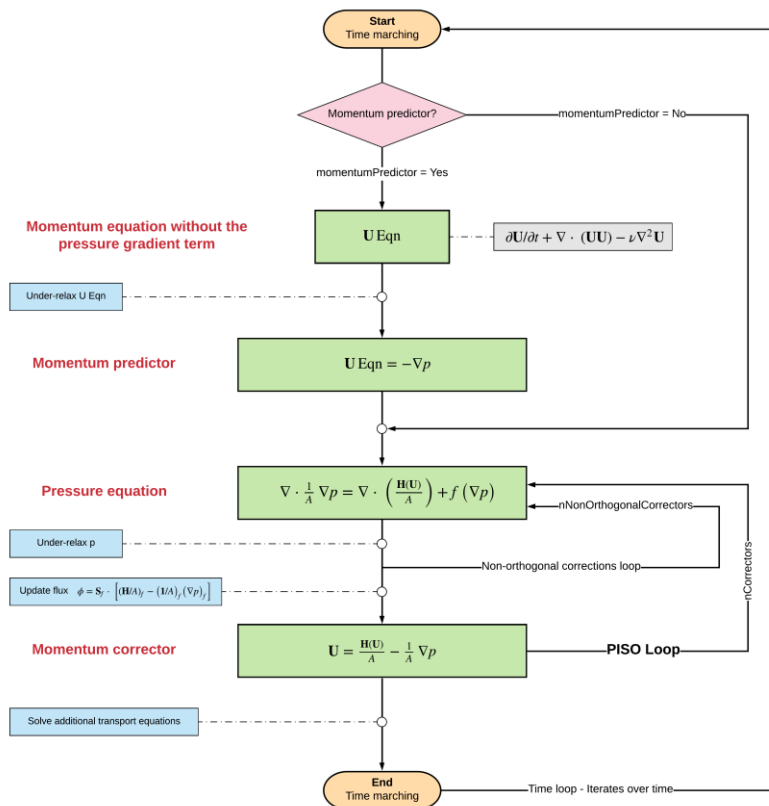 Start
Time marching
Momentum predictor?
momentumPredictor = No
momentumPredictor = Yes
Momentum equation without the
pressure gradient term
U Eqn
∂U/∂t + ∇ · (UU) − ν∇²U
Under-relax U Eqn
Momentum predictor
U Eqn = −∇p
Pressure equation
∇ · 1/A ∇p = ∇ · (H(U)/A) + f (∇p)
nNonOrthogonalCorrectors
Under-relax p
Non-orthogonal corrections loop
nCorrectors
Update flux ϕ = S_f · [(H/A)_f − (1/A)_f (∇p)_f]
Momentum corrector
U = H(U)/A − 1/A ∇p
PISO Loop
Solve additional transport equations
End
Time marching
Time loop - Iterates over time